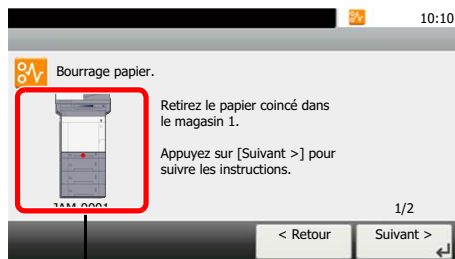 10:10
Bourrage papier.
Retirez le papier coincé dans
le magasin 1.
Appuyez sur [Suivant >] pour
suivre les instructions.
1/2
< Retour
Suivant >